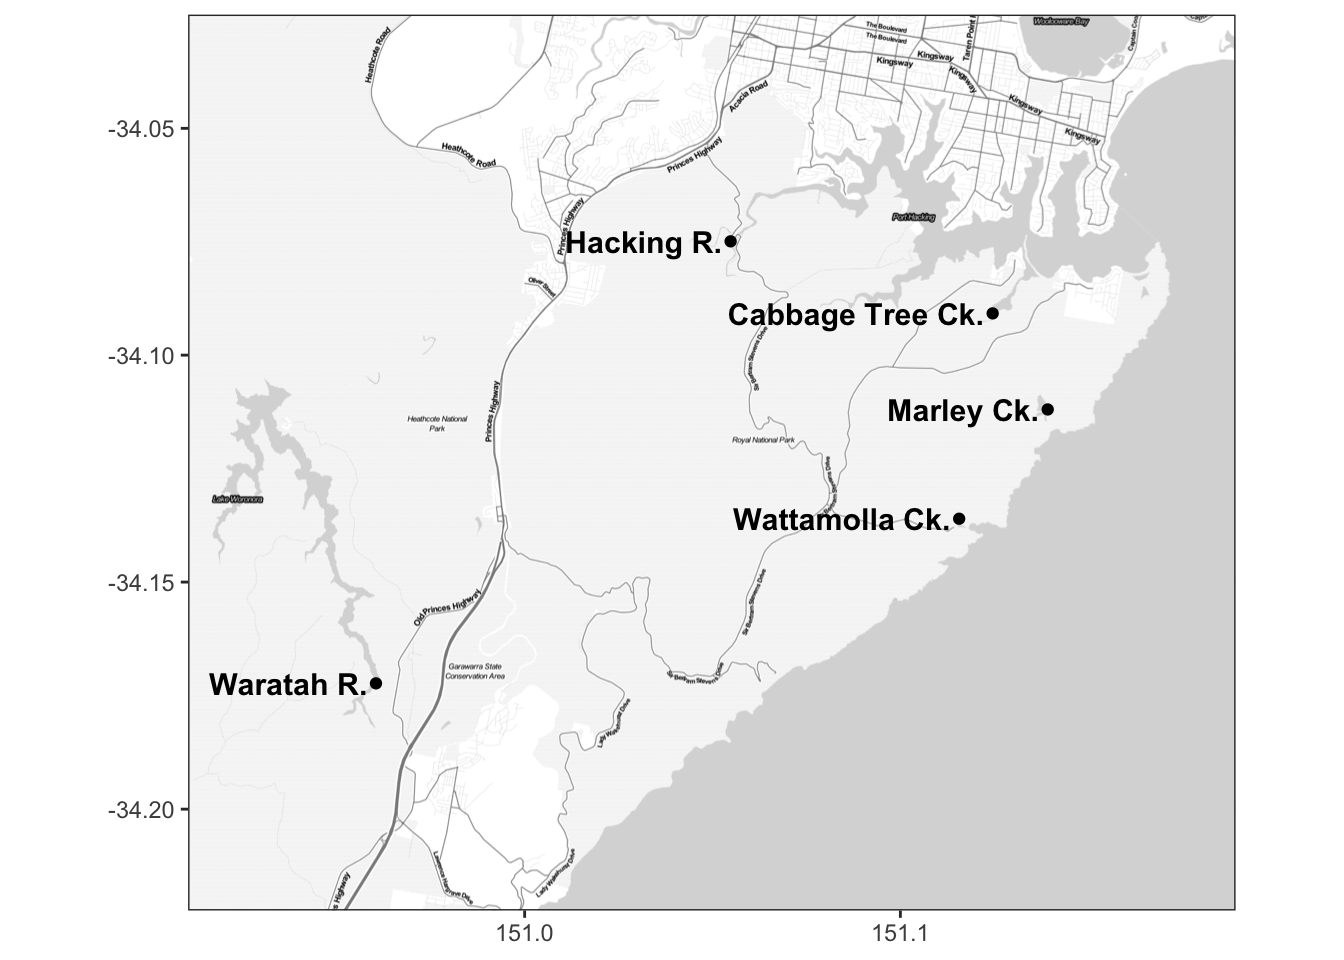 Heathcote Road
The Boulevard
The Boulevard
Kingsway
Kingsway
Kingsway
Kingsway
Kingsway
Woolooware Bay
Acacia Road
Princes Highway
Heathcote Road
-34.05
Princes Highway
Port Hacking
Hacking R.
Oliver Street
Cabbage Tree Ck.
Sir Bertram Stevens Drive
-34.10
Princes Highway
Marley Ck.
Heathcote National
Park
Royal National Park
Lake Woronora
Bertram Stevens Drive
Wattamolla Ck.
-34.15
Old Princes Highway
Sir Bertram Stevens Drive
Garawarra State
Conservation Area
Sir Bertram Stevens Drive
Waratah R.
Lady Wakehurst Drive
-34.20
Lawrence Hargrave Drive
Lady Wakehurst Drive
s Highway
151.0
151.1